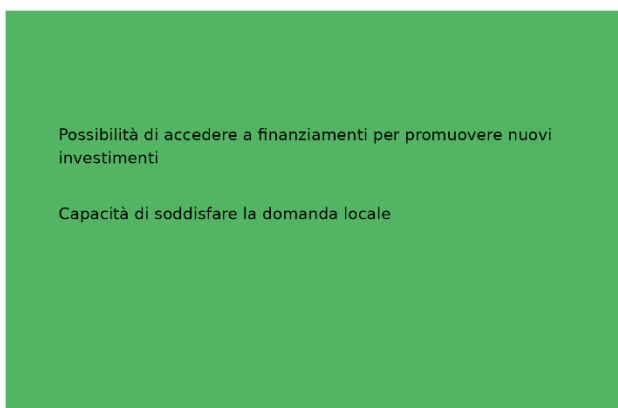 Possibilità di accedere a finanziamenti per promuovere nuovi
investimenti
Capacità di soddisfare la domanda locale